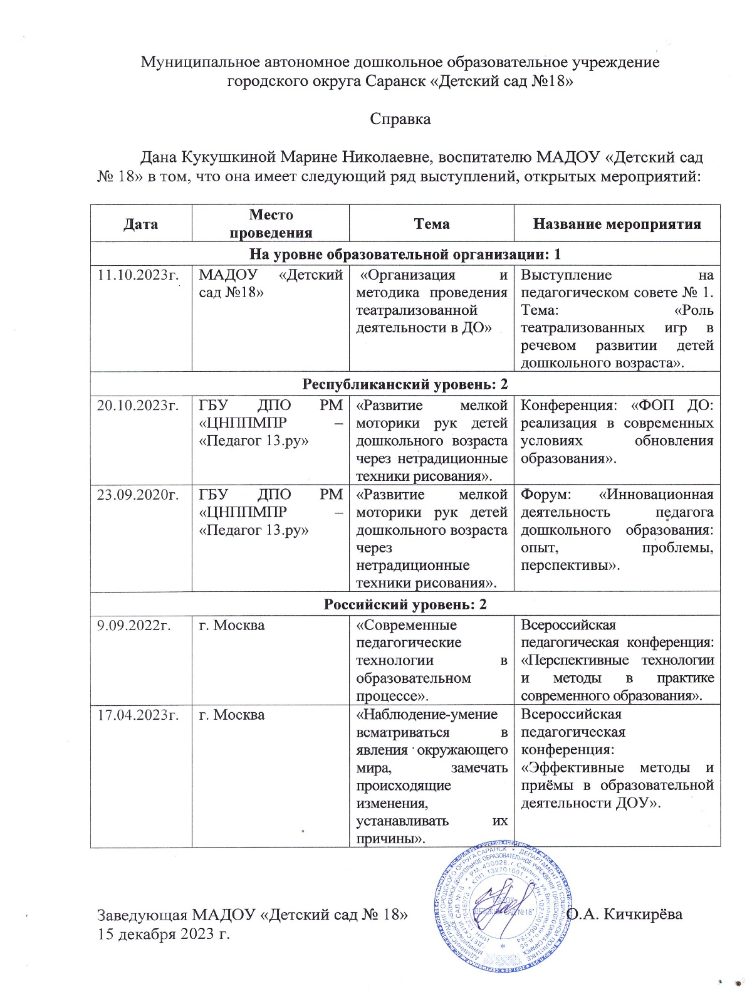 Муниципальное автономное дошкольное образовательное учреждение
городского округа Саранск «Детский сад №18»
Справка
Дана Кукушкиной Марине Николаевне, воспитателю МАДОУ «Детский сад
№ 18» в том, что она имеет следующий ряд выступлений, открытых мероприятий:
Дата
Место
проведения
Тема
Название мероприятия
На уровне образовательной организации: 1
11.10.2023г.
МАДОУ «Детский
сад №18»
«Организация и
методика проведения
театрализованной
деятельности в ДО»
Выступление на
педагогическом совете № 1.
Тема: «Роль
театрализованных игр в
речевом развитии детей
дошкольного возраста».
Республиканский уровень: 2
20.10.2023г.
ГБУ ДПО РМ
«ЦНППМПР –
«Педагог 13.ру»
«Развитие мелкой
моторики рук детей
дошкольного возраста
через нетрадиционные
техники рисования».
Конференция: «ФОП ДО:
реализация в современных
условиях обновления
образования».
23.09.2020г.
ГБУ ДПО РМ
«ЦНППМПР –
«Педагог 13.ру»
«Развитие мелкой
моторики рук детей
дошкольного возраста
через
нетрадиционные
техники рисования».
Форум: «Инновационная
деятельность педагога
дошкольного образования:
опыт, проблемы,
перспективы».
Российский уровень: 2
9.09.2022г.
г. Москва
«Современные
педагогические
технологии в
образовательном
процессе».
Всероссийская
педагогическая конференция:
«Перспективные технологии
и методы в практике
современного образования».
17.04.2023г.
г. Москва
«Наблюдение-умение
всматриваться в
явления окружающего
мира, замечать
происходящие
изменения,
устанавливать их
причины».
Всероссийская
педагогическая
конференция:
«Эффективные методы и
приёмы в образовательной
деятельности ДОУ».
Заведующая МАДОУ «Детский сад № 18»
О.А. Кичкирёва
15 декабря 2023 г.
МАДОУ
"ДЕТСКИЙ САД №18"